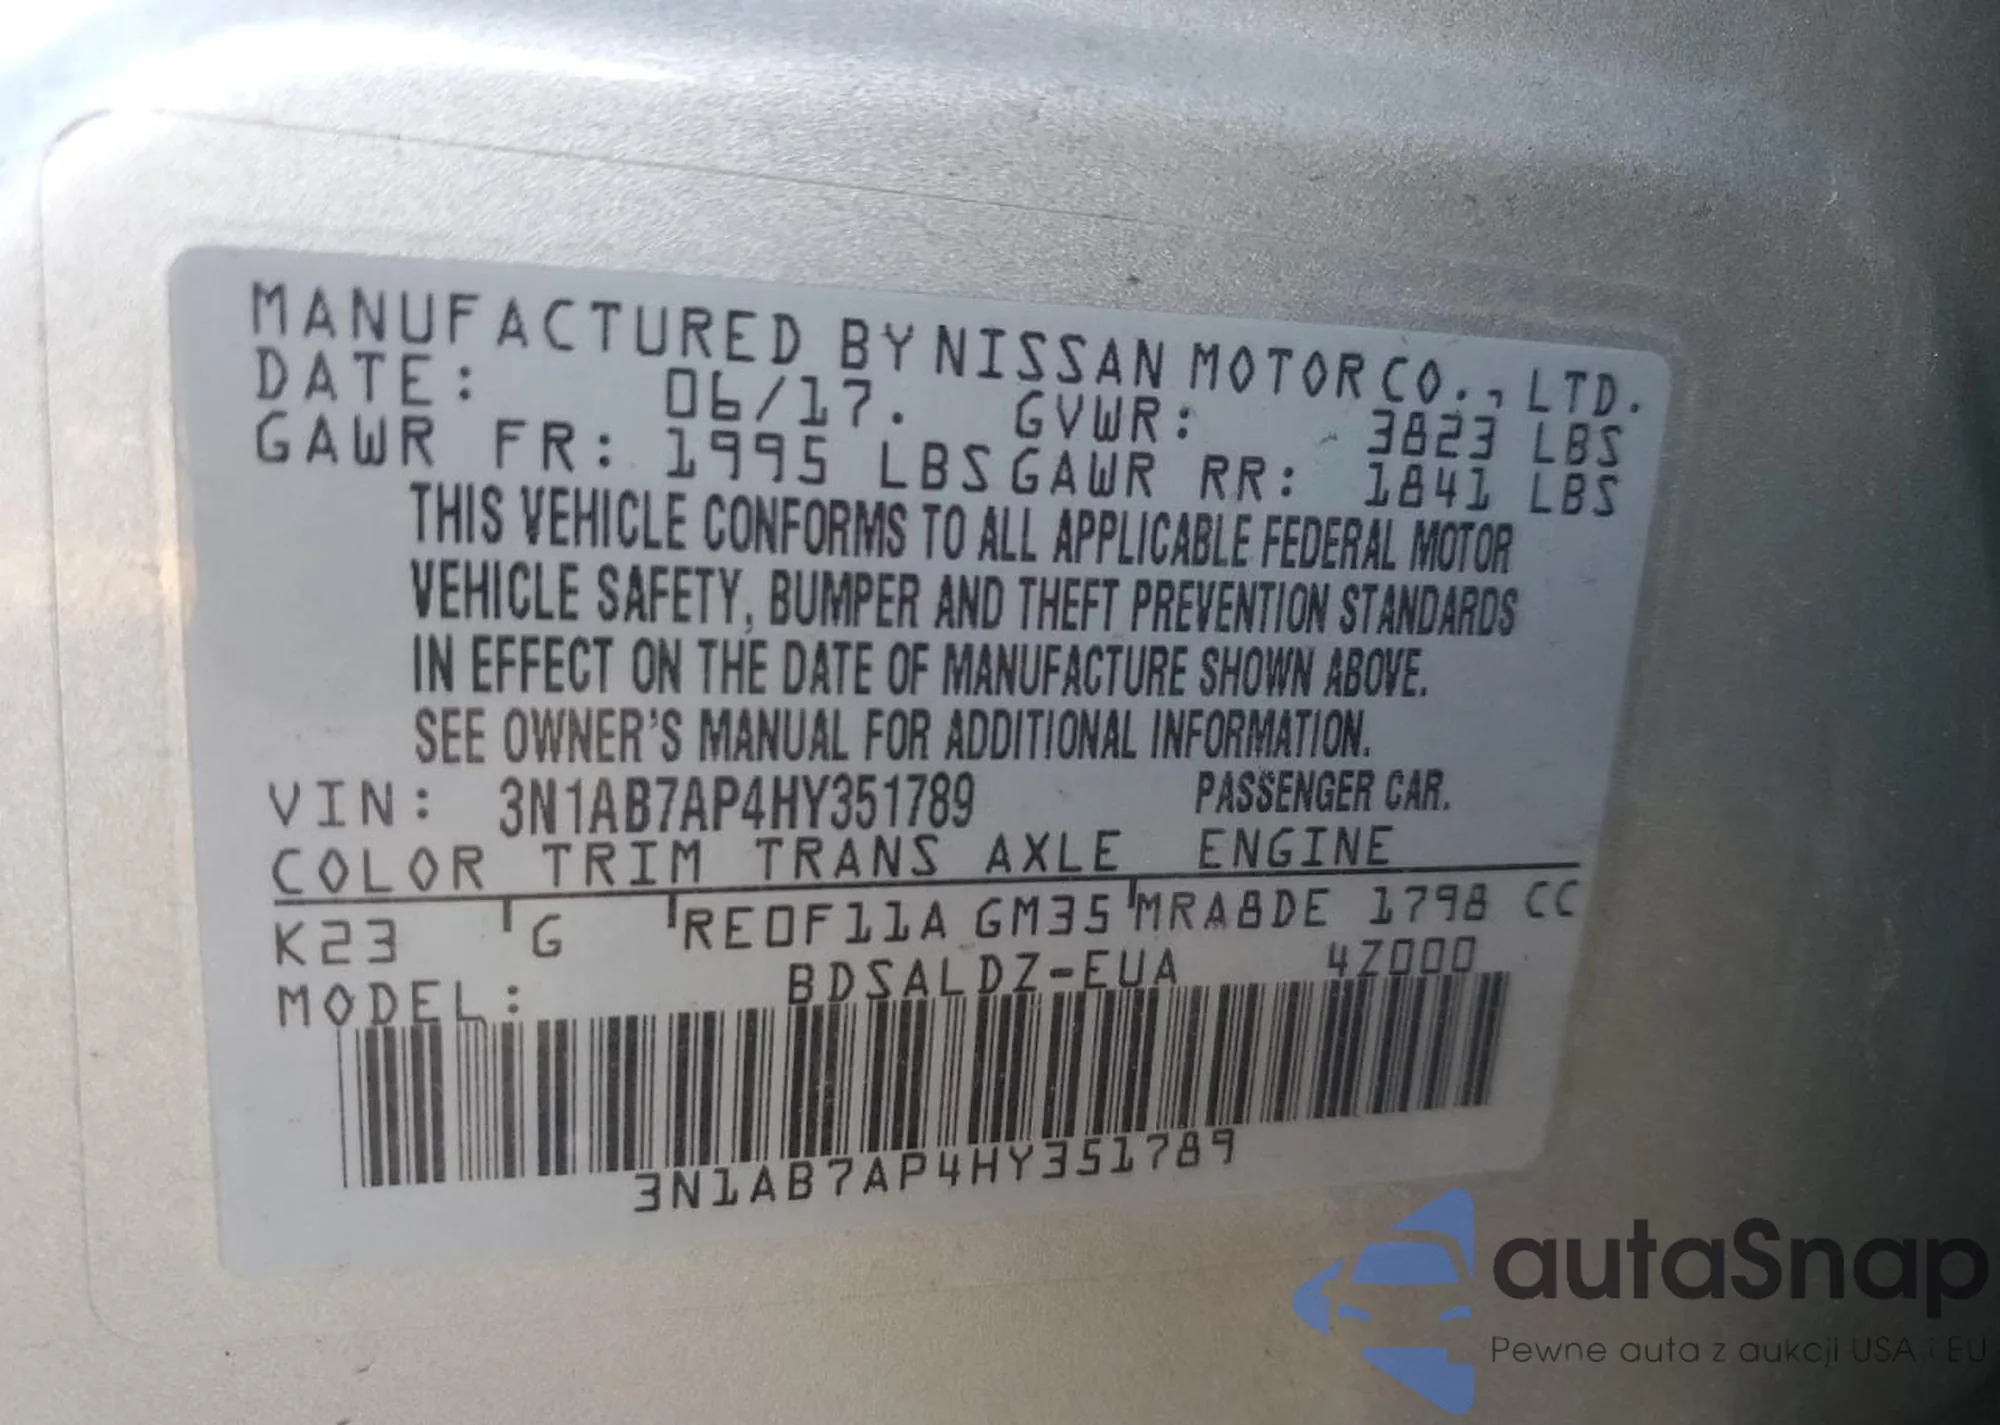 MANUFACTURED BY NISSAN MOTOR CO., LTD.
DATE: 06/17. GVWR: 3823 LBS
GAWR FR: 1995 LBS GAWR RR: 1841 LBS
THIS VEHICLE CONFORMS TO ALL APPLICABLE FEDERAL MOTOR
VEHICLE SAFETY, BUMPER AND THEFT PREVENTION STANDARDS
IN EFFECT ON THE DATE OF MANUFACTURE SHOWN ABOVE.
SEE OWNER'S MANUAL FOR ADDITIONAL INFORMATION.
VIN: 3N1AB7AP4HY351789 PASSENGER CAR.
COLOR TRIM TRANS AXLE ENGINE
K23 G RE0F11A GM35 MRA8DE 1798 CC
MODEL: BDSALDZ-EUA 4Z000
3N1AB7AP4HY351789
autaSnap
Pewne auta z aukcji USA i EU